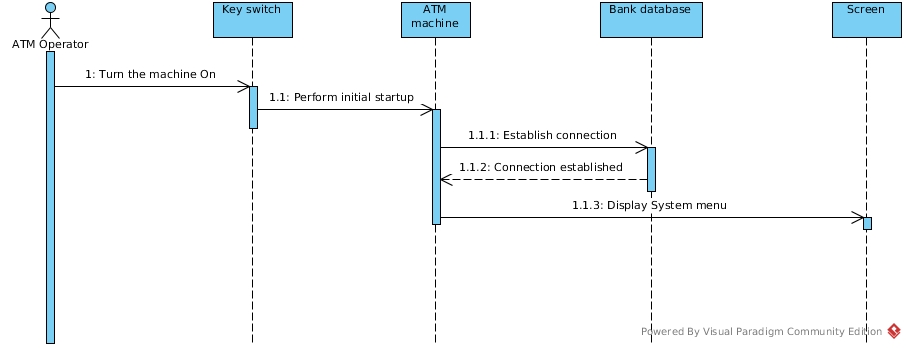 Key switch
ATM
machine
Bank database
Screen
ATM Operator
1: Turn the machine On
1.1: Perform initial startup
1.1.1: Establish connection
1.1.2: Connection established
1.1.3: Display System menu
Powered By Visual Paradigm Community Edition